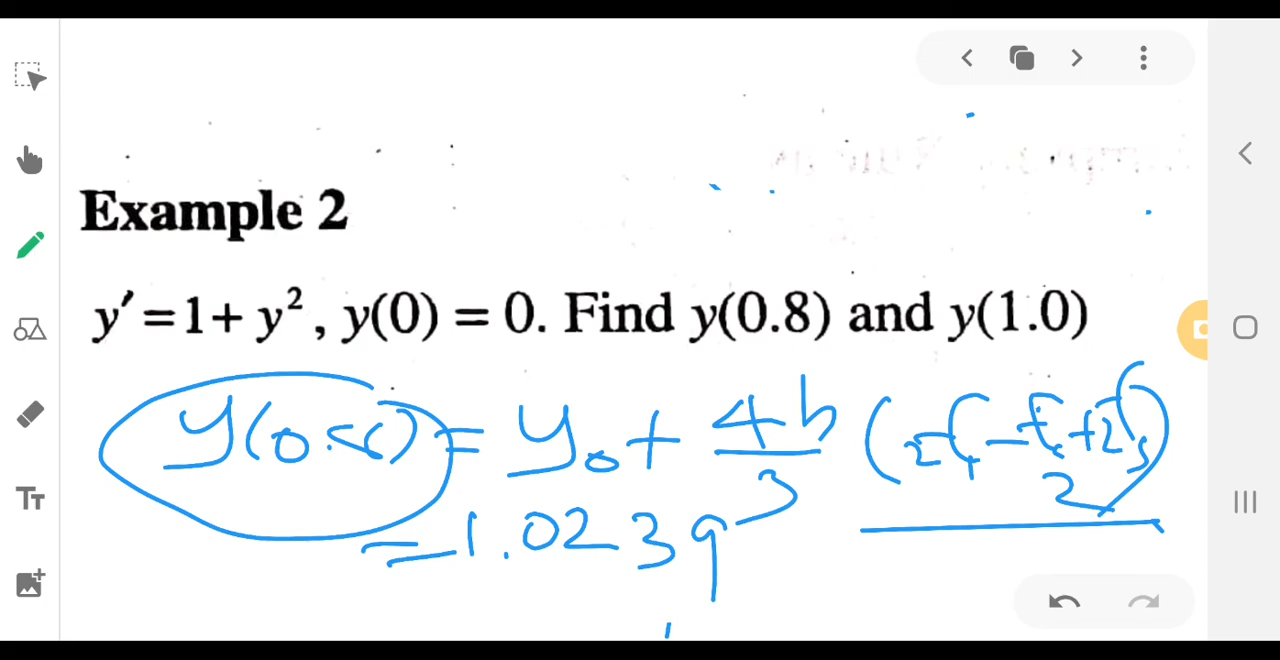 Example 2
y′ = 1 + y², y(0) = 0. Find y(0.8) and y(1.0)
y(0.8) = y₀ + 4h/3 (2f₁ − f₂ + 2f₃)
= 1.0239
Tт